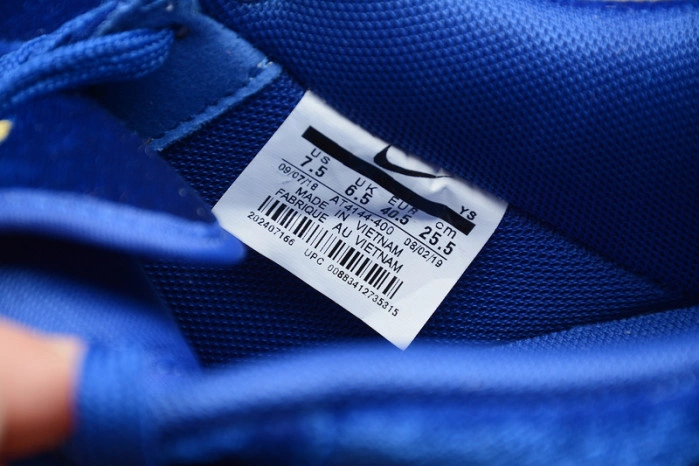 YS
US UK EUR cm
7.5 6.5 40.5 25.5
09/07/18 AT4144-400 08/02/19
MADE IN VIETNAM
FABRIQUE AU VIETNAM
202407166 UPC 00883412735315